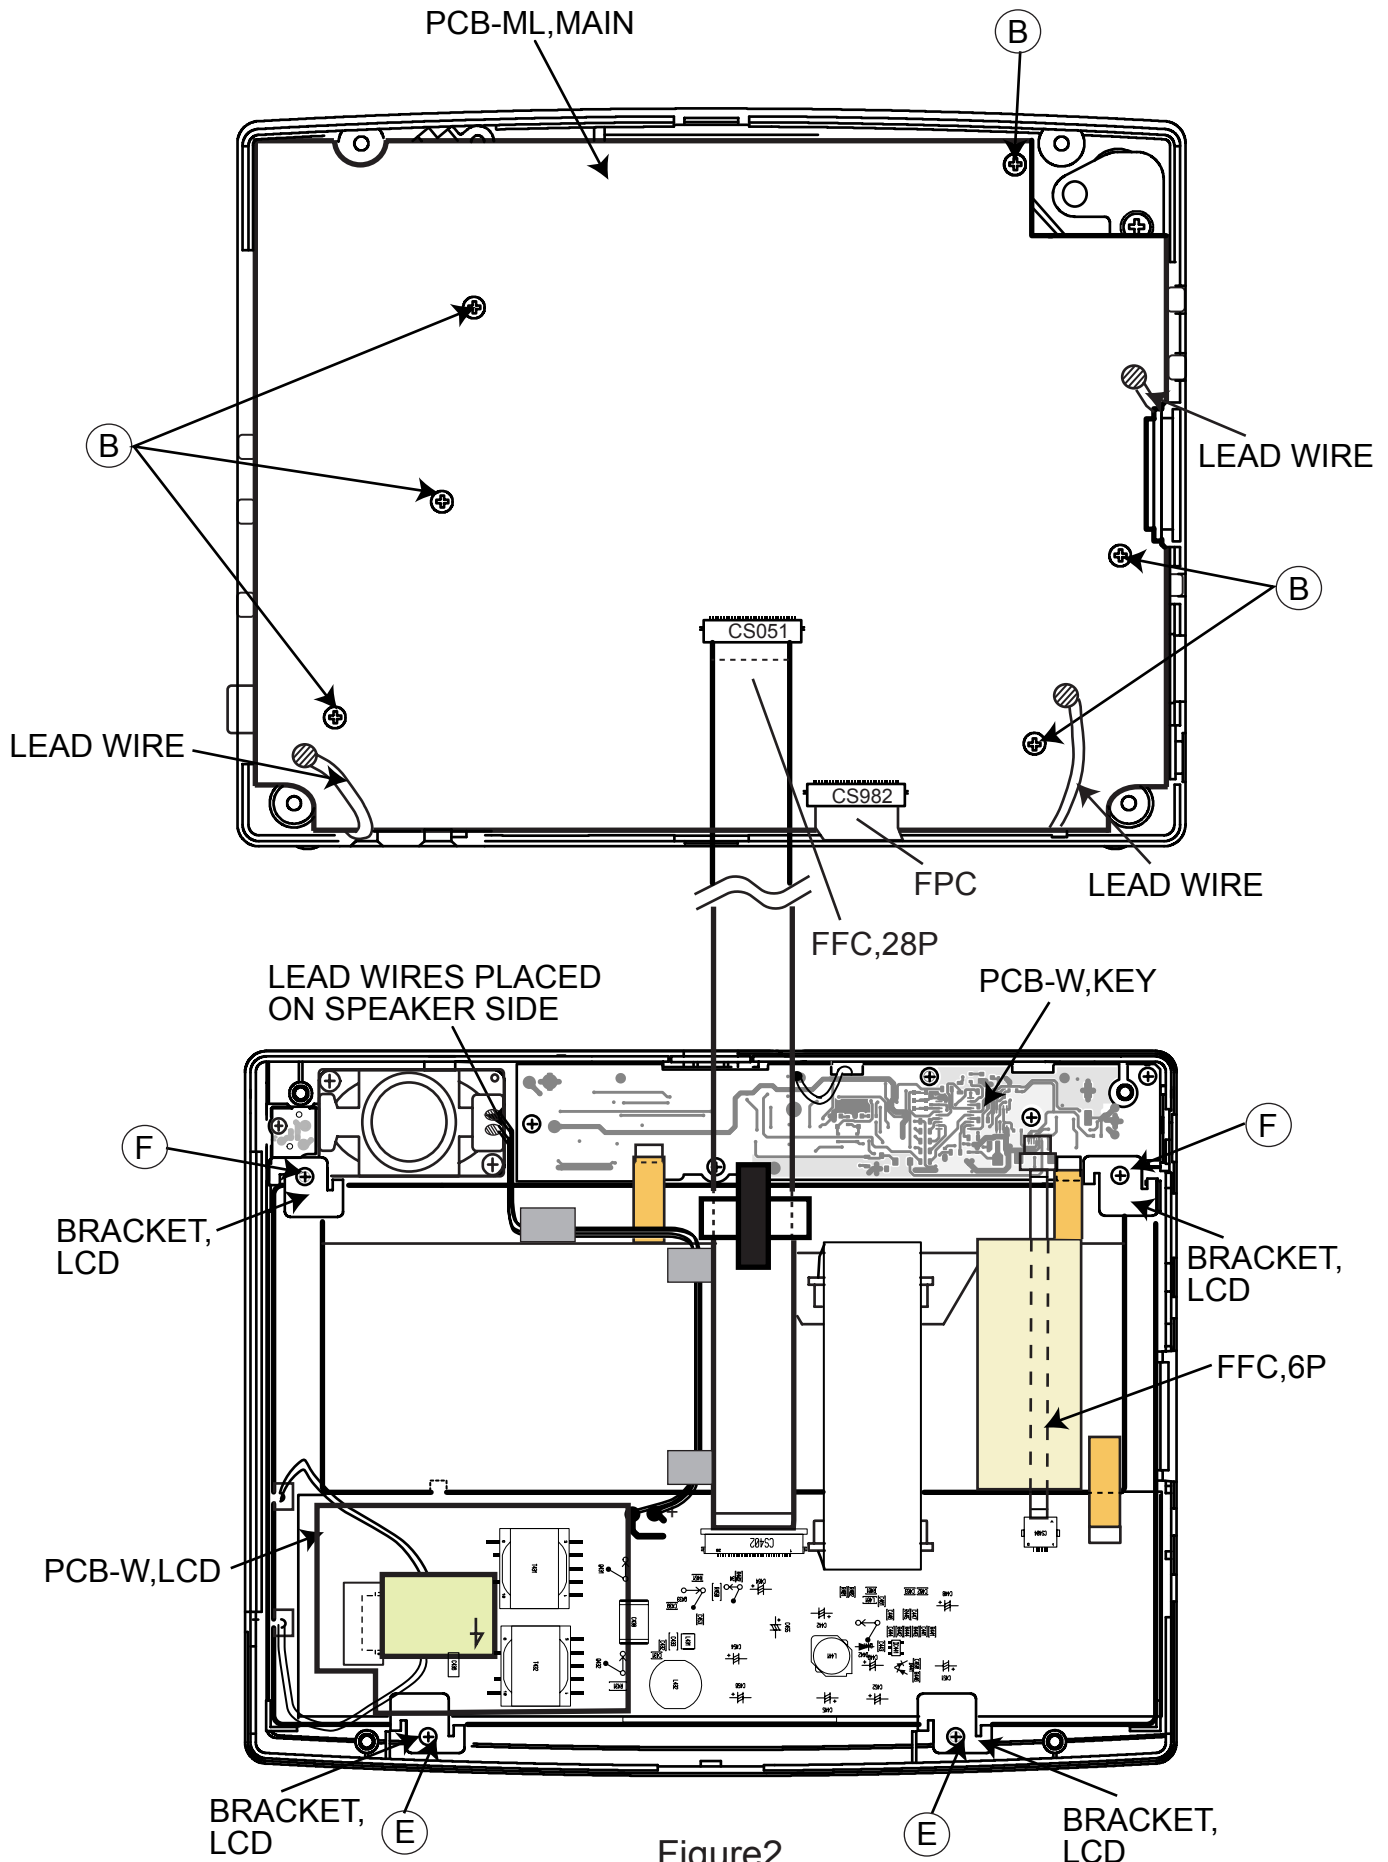 PCB-ML,MAIN
B
B
LEAD WIRE
B
CS051
LEAD WIRE
CS982
FPC
LEAD WIRE
FFC,28P
LEAD WIRES PLACED
ON SPEAKER SIDE
PCB-W,KEY
F
F
BRACKET,
LCD
BRACKET,
LCD
FFC,6P
CS402
PCB-W,LCD
BRACKET,
LCD
E
E
BRACKET,
LCD
Figure2